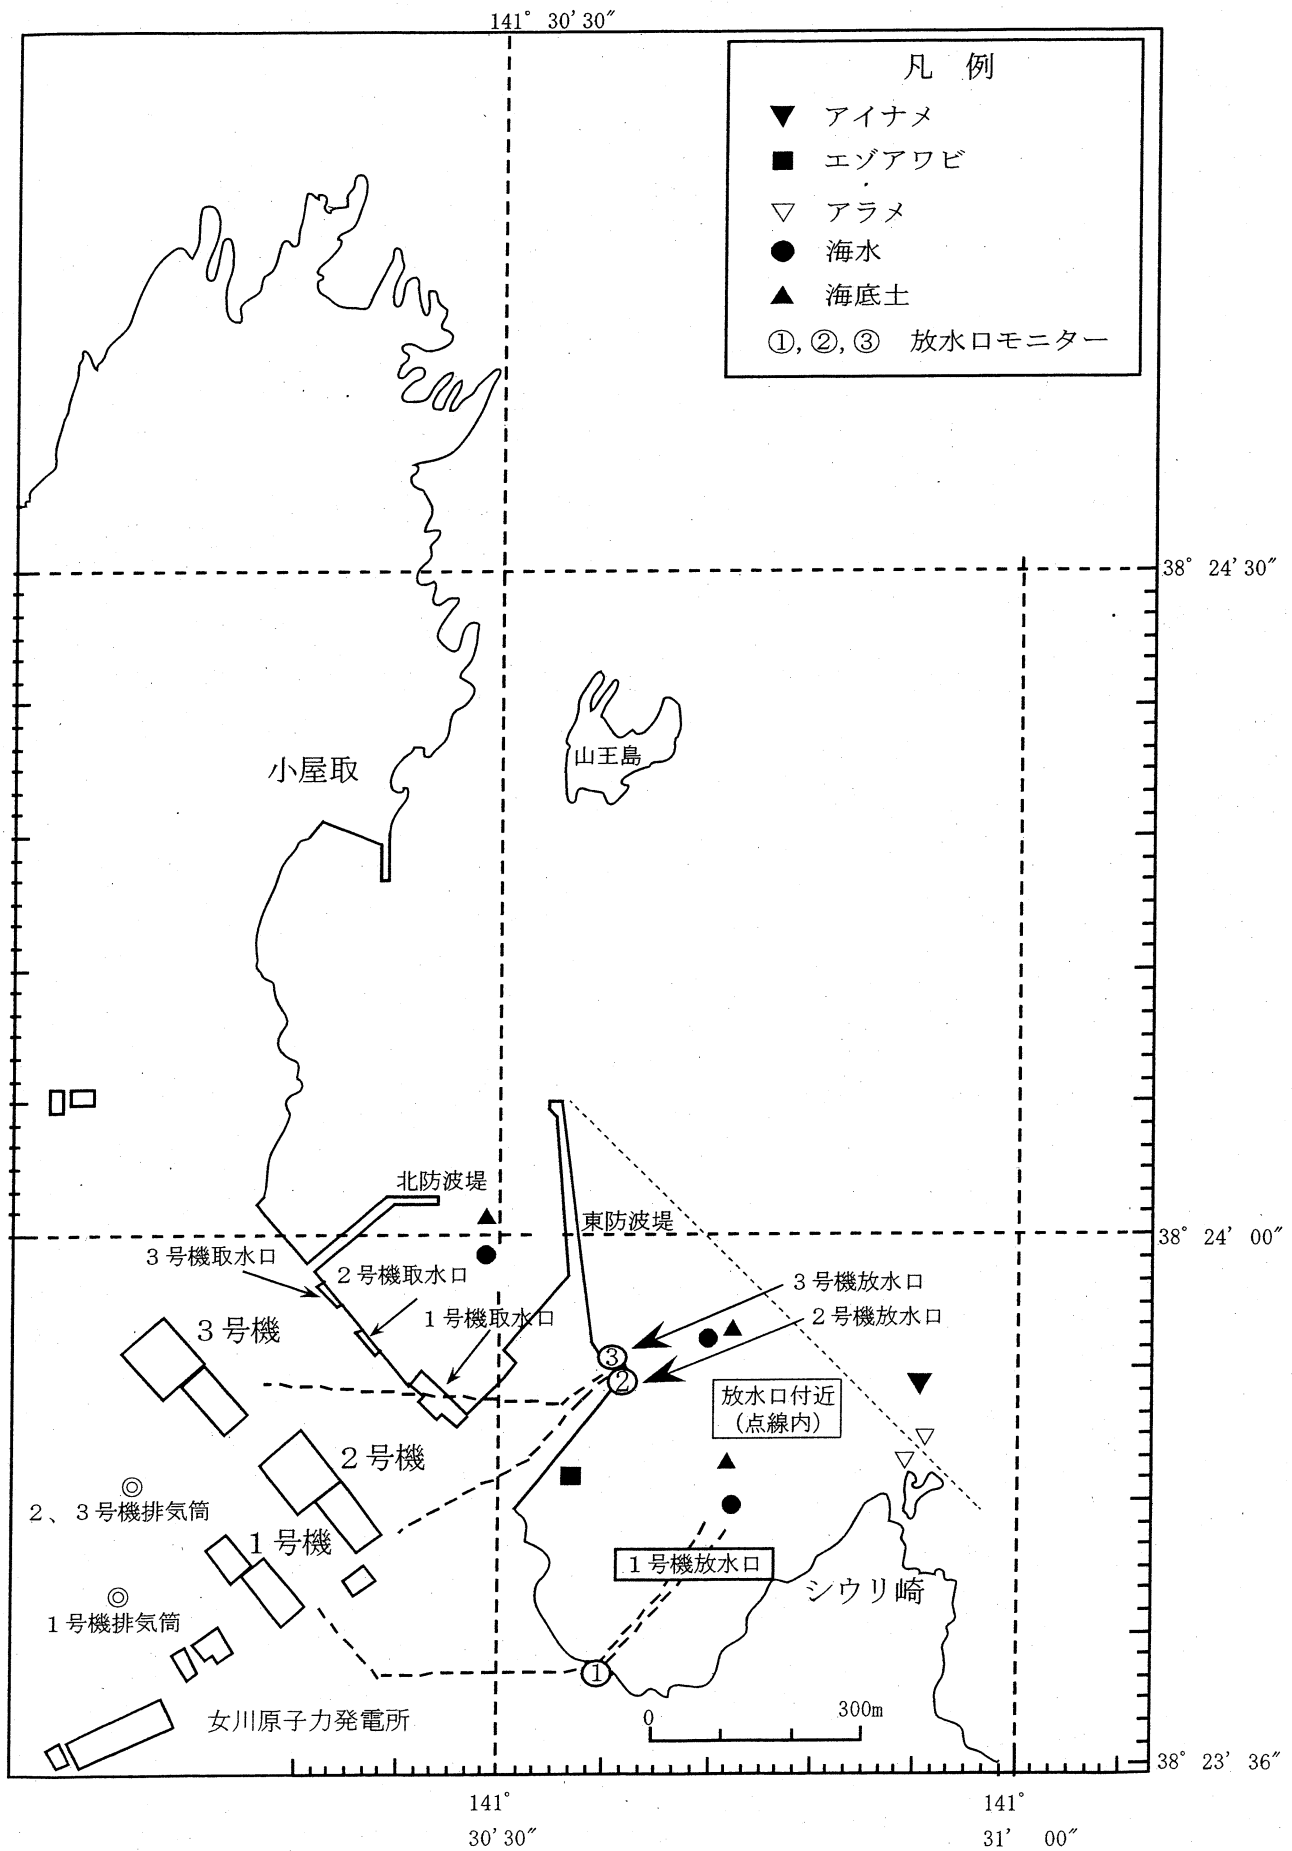 141° 30′30″
凡 例
▼ アイナメ
■ エゾアワビ
▽ アラメ
● 海水
▲ 海底土
①,②,③ 放水口モニター
38° 24′30″
山王島
小屋取
北防波堤
東防波堤
38° 24′ 00″
3号機取水口
2号機取水口
1号機取水口
3号機放水口
2号機放水口
3号機
③
②
放水口付近
(点線内)
2号機
2、3号機排気筒
1号機
1号機放水口
シウリ崎
1号機排気筒
①
女川原子力発電所
0 300m
38° 23′ 36″
141°
30′30″
141°
31′ 00″